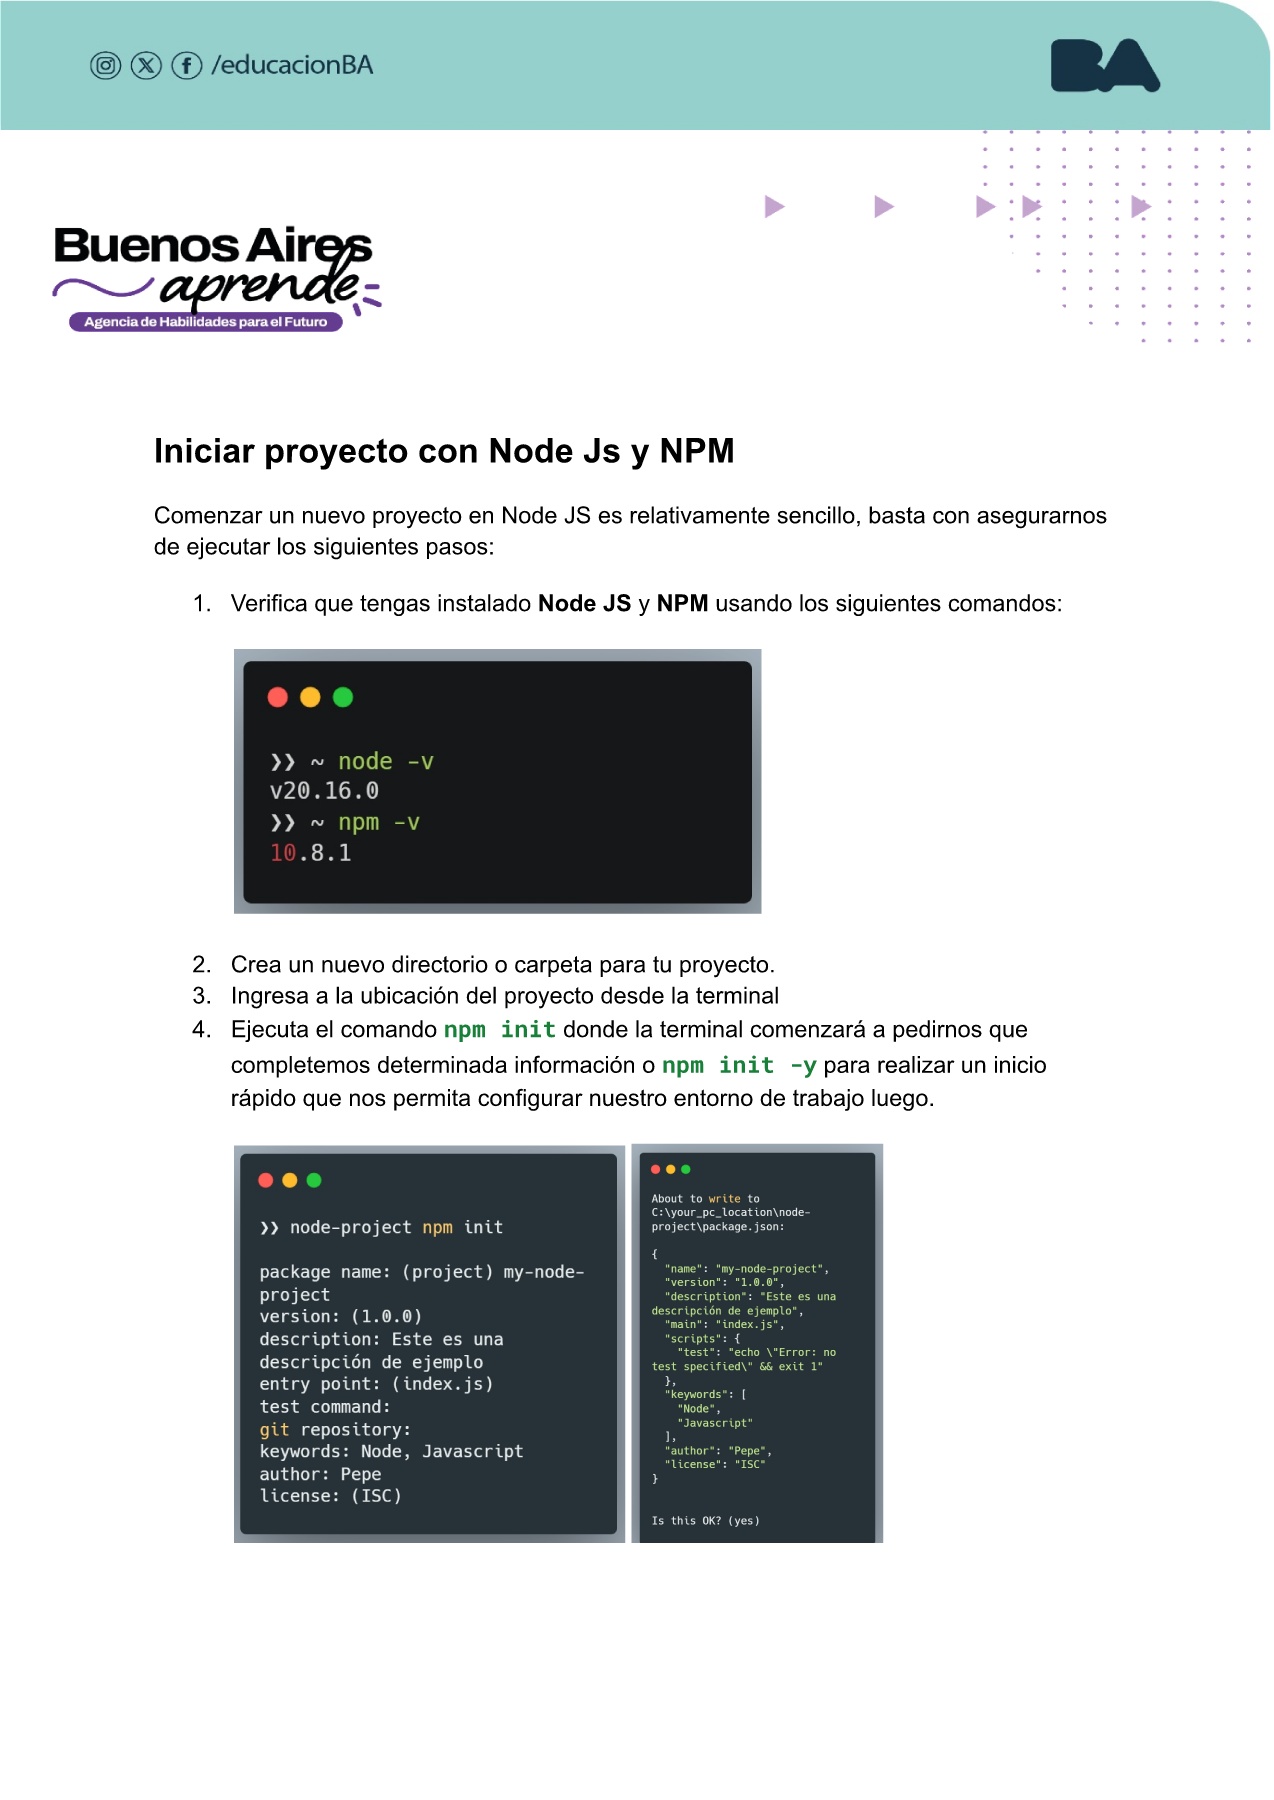 /educacionBA
BA
Buenos Aires
aprende
Agencia de Habilidades para el Futuro
Iniciar proyecto con Node Js y NPM
Comenzar un nuevo proyecto en Node JS es relativamente sencillo, basta con asegurarnos
de ejecutar los siguientes pasos:
1. Verifica que tengas instalado Node JS y NPM usando los siguientes comandos:
❯❯ ~ node -v
v20.16.0
❯❯ ~ npm -v
10.8.1
2. Crea un nuevo directorio o carpeta para tu proyecto.
3. Ingresa a la ubicación del proyecto desde la terminal
4. Ejecuta el comando npm init donde la terminal comenzará a pedirnos que
completemos determinada información o npm init -y para realizar un inicio
rápido que nos permita configurar nuestro entorno de trabajo luego.
❯❯ node-project npm init
package name: (project) my-node-
project
version: (1.0.0)
description: Este es una
descripción de ejemplo
entry point: (index.js)
test command:
git repository:
keywords: Node, Javascript
author: Pepe
license: (ISC)
About to write to
C:\your_pc_location\node-
project\package.json:
{
"name": "my-node-project",
"version": "1.0.0",
"description": "Este es una
descripción de ejemplo",
"main": "index.js",
"scripts": {
"test": "echo \"Error: no
test specified\" && exit 1"
},
"keywords": [
"Node",
"Javascript"
],
"author": "Pepe",
"license": "ISC"
}
Is this OK? (yes)